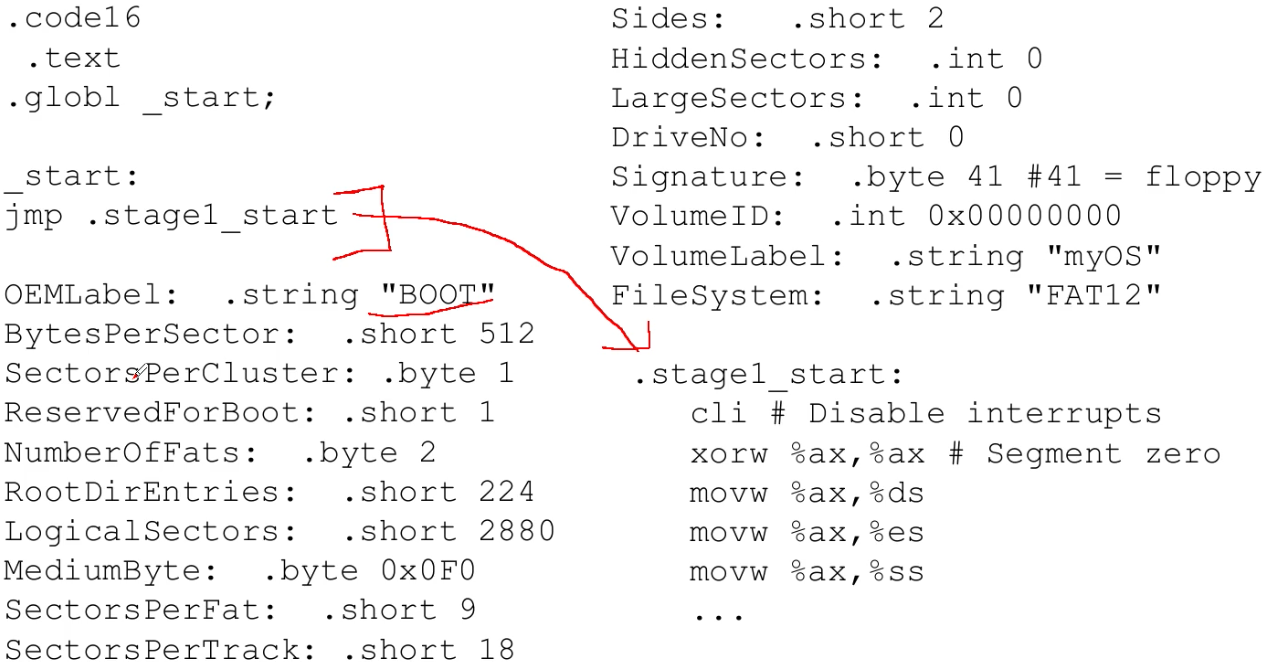 .code16
.text
.globl _start;
_start:
jmp .stage1_start
OEMLabel: .string "BOOT"
BytesPerSector: .short 512
SectorsPerCluster: .byte 1
ReservedForBoot: .short 1
NumberOfFats: .byte 2
RootDirEntries: .short 224
LogicalSectors: .short 2880
MediumByte: .byte 0x0F0
SectorsPerFat: .short 9
SectorsPerTrack: .short 18
Sides: .short 2
HiddenSectors: .int 0
LargeSectors: .int 0
DriveNo: .short 0
Signature: .byte 41 #41 = floppy
VolumeID: .int 0x00000000
VolumeLabel: .string "myOS"
FileSystem: .string "FAT12"
.stage1_start:
cli # Disable interrupts
xorw %ax,%ax # Segment zero
movw %ax,%ds
movw %ax,%es
movw %ax,%ss
...